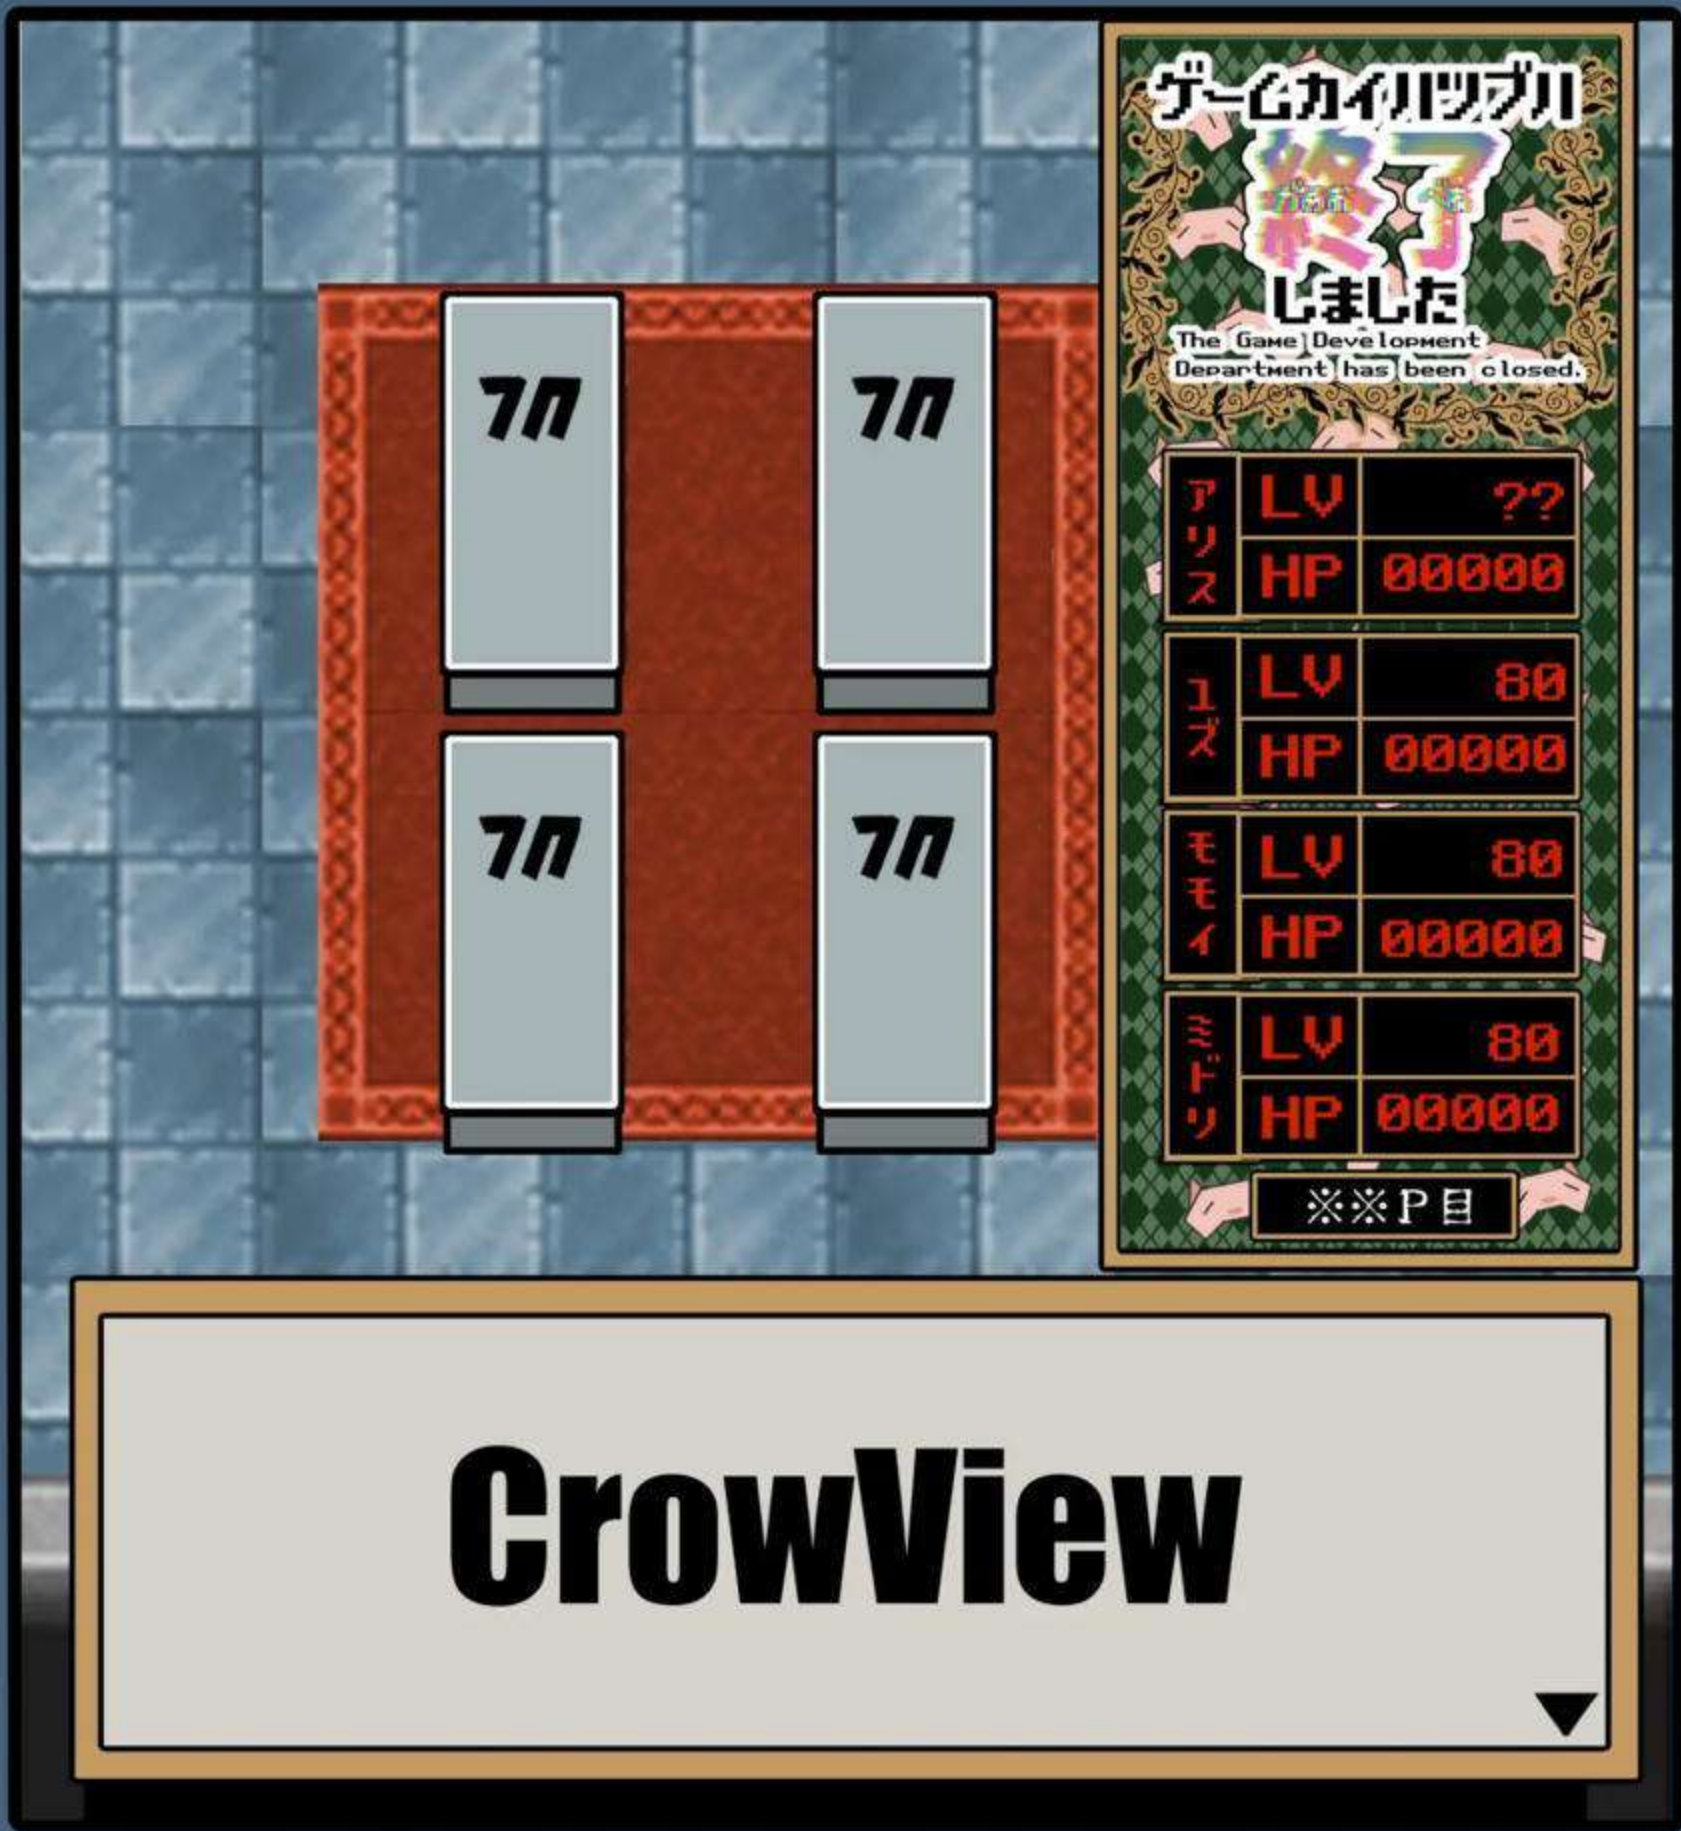 ゲームカイハツブハ
終了
しました
The Game Development
Department has been closed.
アリス
LV ??
HP 00000
ユズ
LV 80
HP 00000
モモイ
LV 80
HP 00000
ミドリ
LV 80
HP 00000
※※P目
CrowView